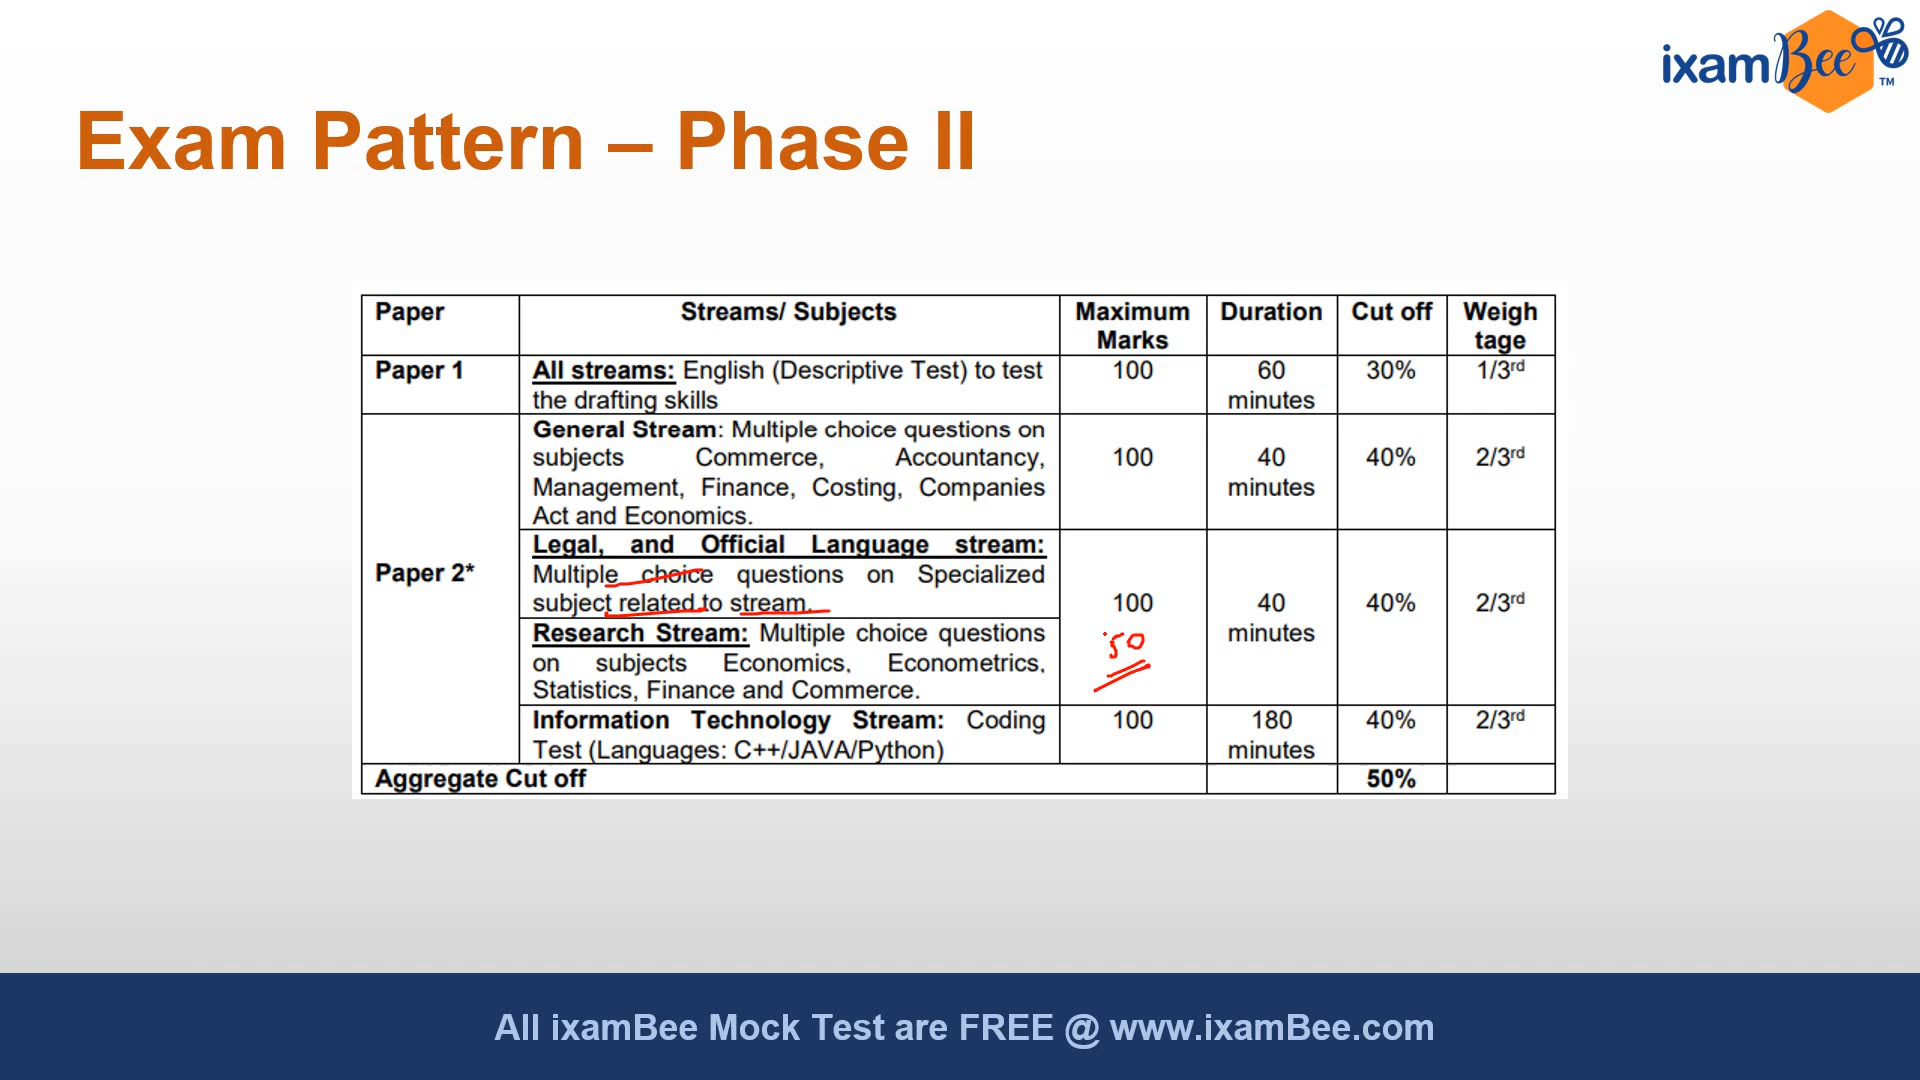 ixamBee
TM
Exam Pattern – Phase II
Paper Streams/ Subjects Maximum Marks Duration Cut off Weigh tage
Paper 1 All streams: English (Descriptive Test) to test 100 60 30% 1/3rd
the drafting skills minutes
General Stream: Multiple choice questions on
subjects Commerce, Accountancy, 100 40 40% 2/3rd
Management, Finance, Costing, Companies minutes
Act and Economics.
Legal, and Official Language stream:
Paper 2* Multiple choice questions on Specialized
subject related to stream. 100 40 40% 2/3rd
Research Stream: Multiple choice questions 50 minutes
on subjects Economics, Econometrics,
Statistics, Finance and Commerce.
Information Technology Stream: Coding 100 180 40% 2/3rd
Test (Languages: C++/JAVA/Python) minutes
Aggregate Cut off 50%
All ixamBee Mock Test are FREE @ www.ixamBee.com